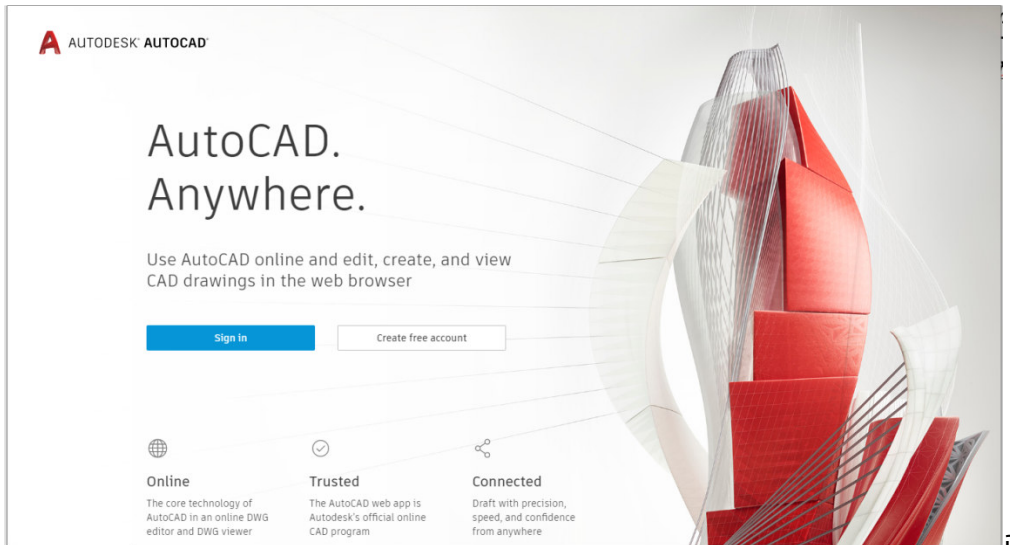 AUTODESK® AUTOCAD®
AutoCAD.
Anywhere.
Use AutoCAD online and edit, create, and view
CAD drawings in the web browser
Sign in
Create free account
Online
The core technology of
AutoCAD in an online DWG
editor and DWG viewer
Trusted
The AutoCAD web app is
Autodesk's official online
CAD program
Connected
Draft with precision,
speed, and confidence
from anywhere